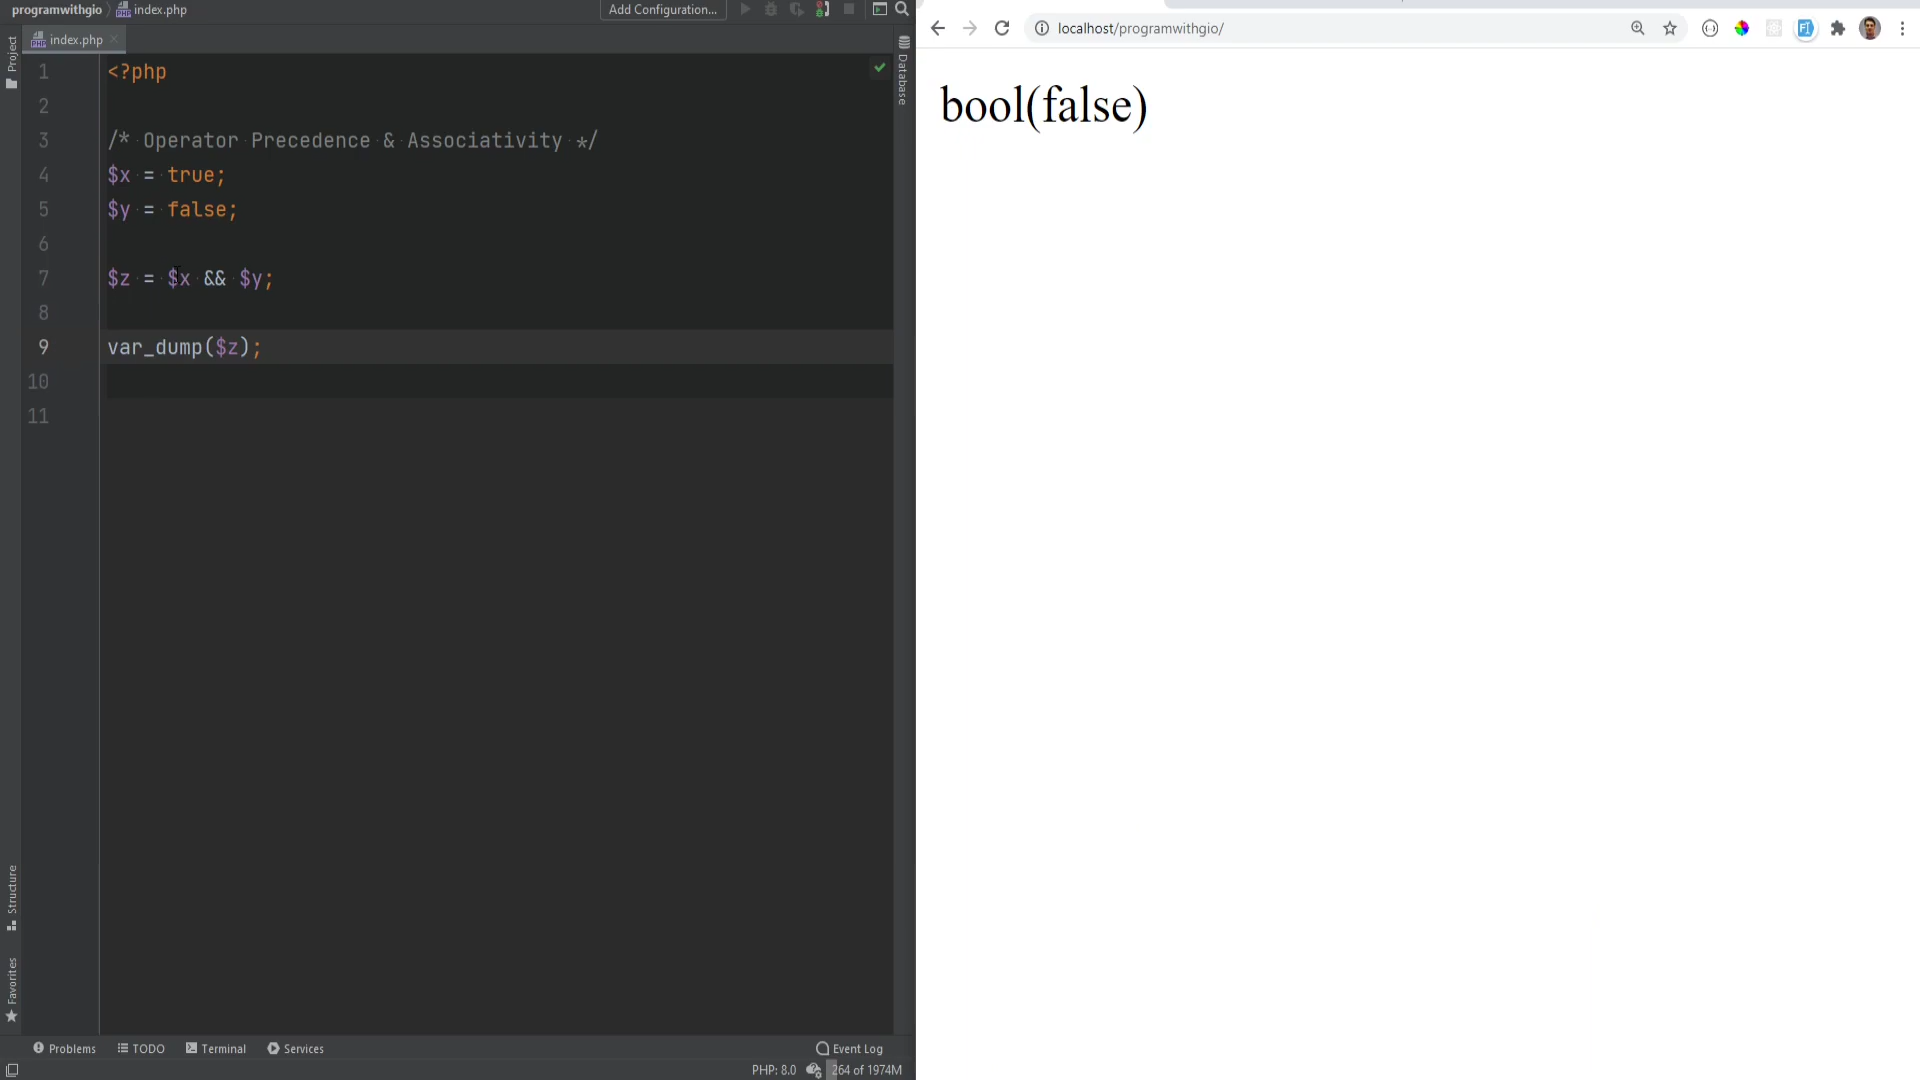 programwithgio
index.php
Add Configuration...
localhost/programwithgio/
index.php
Project
Database
1 <?php
2
3 /* Operator Precedence & Associativity */
4 $x = true;
5 $y = false;
6
7 $z = $x && $y;
8
9 var_dump($z);
10
11
bool(false)
Structure
Favorites
Problems
TODO
Terminal
Services
Event Log
PHP: 8.0
264 of 1974M